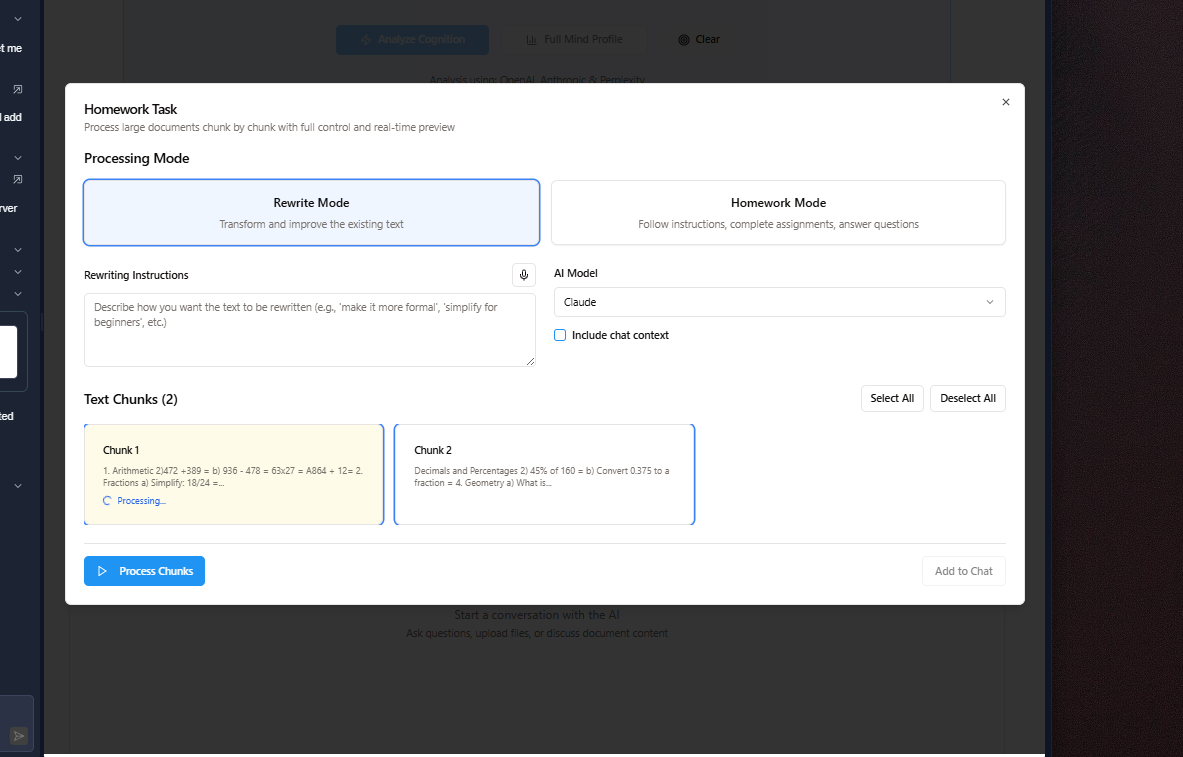 Analyze Cognition
Full Mind Profile
Clear
Analysis using: OpenAI, Anthropic & Perplexity
t me
add
rver
ted
Homework Task
Process large documents chunk by chunk with full control and real-time preview
Processing Mode
Rewrite Mode
Transform and improve the existing text
Homework Mode
Follow instructions, complete assignments, answer questions
Rewriting Instructions
Describe how you want the text to be rewritten (e.g., 'make it more formal', 'simplify for
beginners', etc.)
AI Model
Claude
Include chat context
Text Chunks (2)
Select All
Deselect All
Chunk 1
1. Arithmetic 2)472 +389 = b) 936 - 478 = 63x27 = A864 + 12= 2.
Fractions a) Simplify: 18/24 =...
Processing...
Chunk 2
Decimals and Percentages 2) 45% of 160 = b) Convert 0.375 to a
fraction = 4. Geometry a) What is...
Process Chunks
Add to Chat
Start a conversation with the AI
Ask questions, upload files, or discuss document content